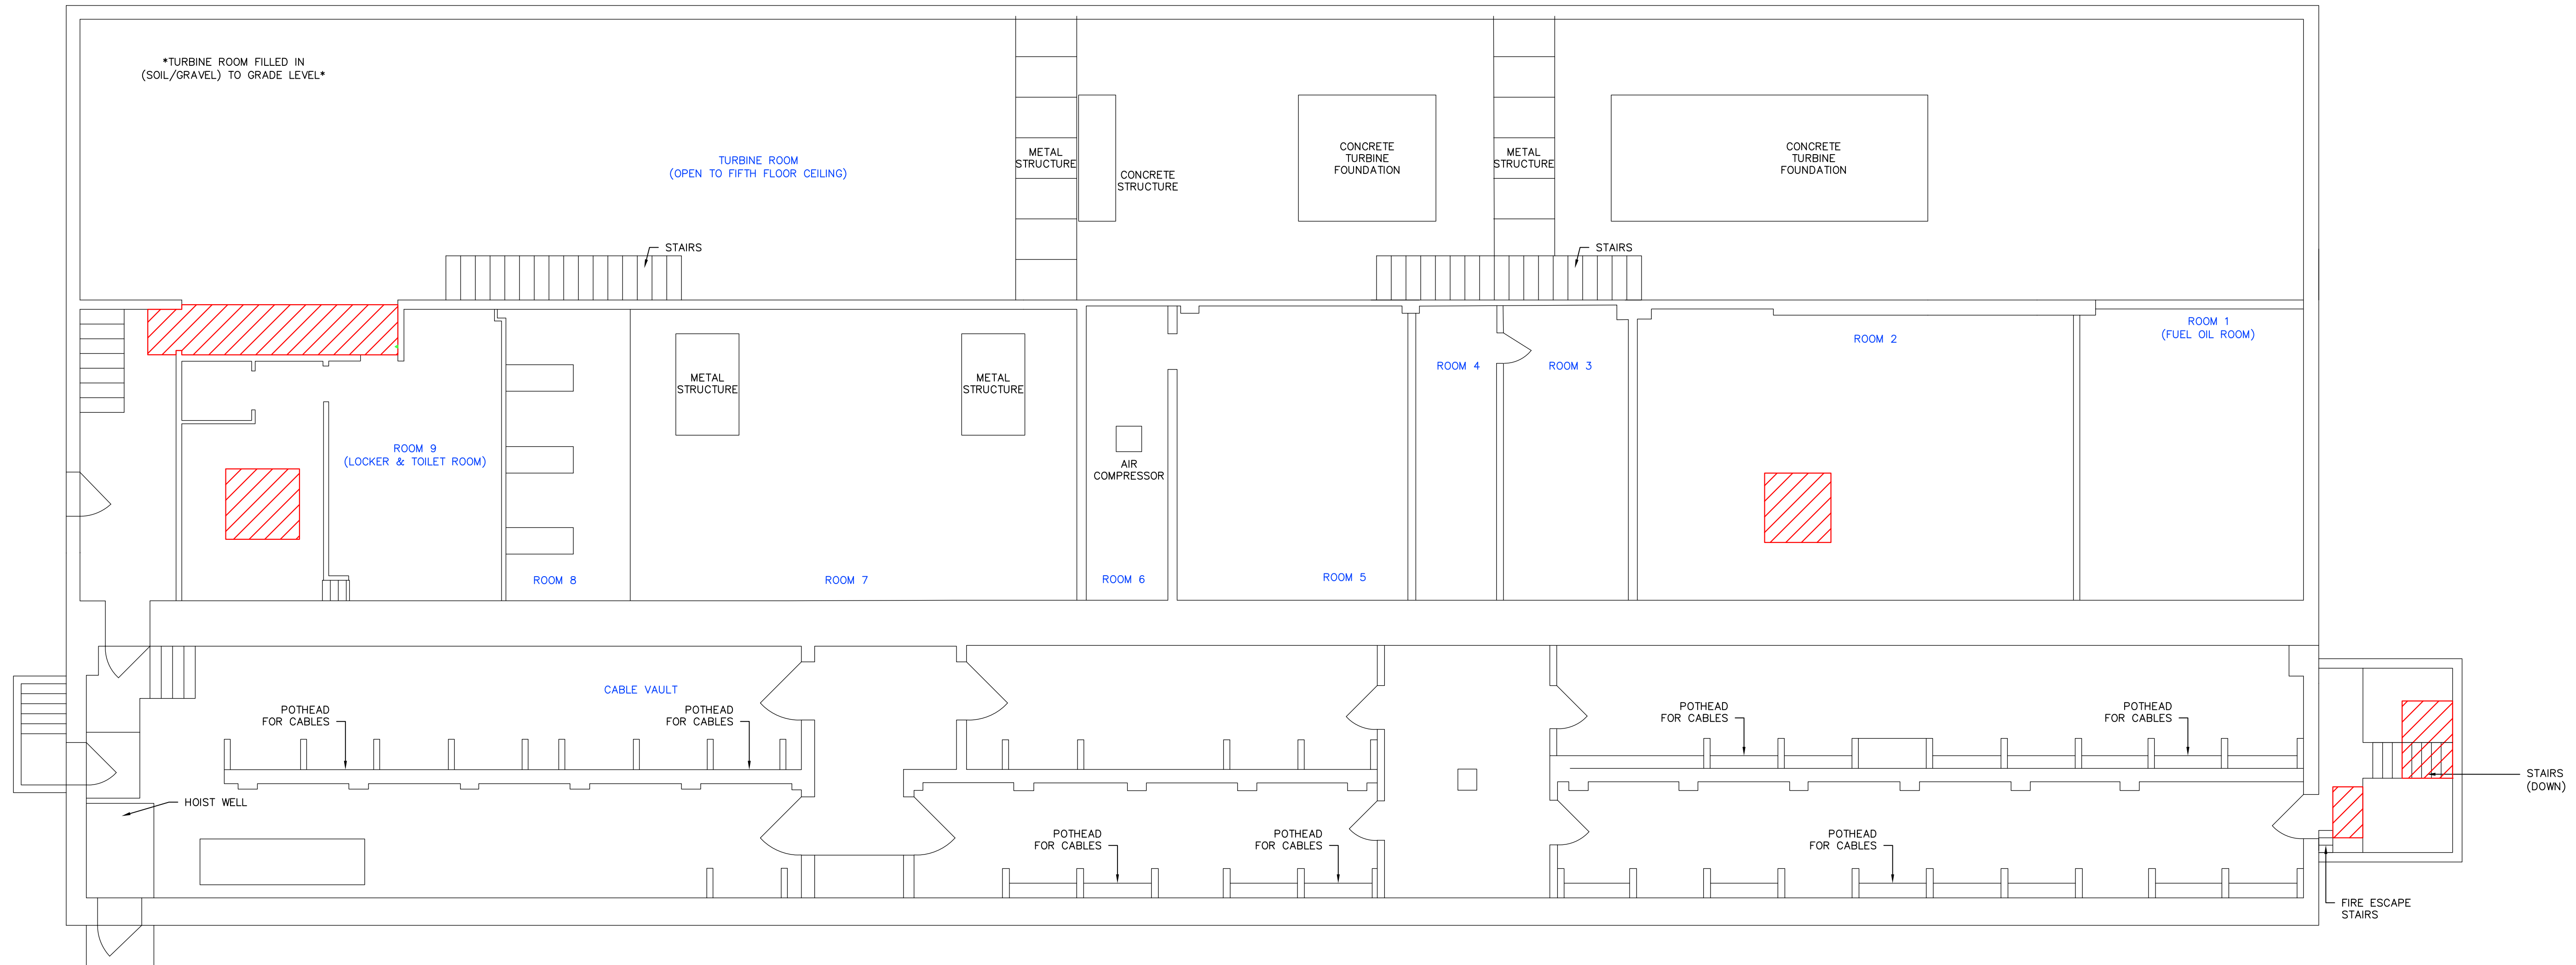 *TURBINE ROOM FILLED IN
(SOIL/GRAVEL) TO GRADE LEVEL*
TURBINE ROOM
(OPEN TO FIFTH FLOOR CEILING)
METAL
STRUCTURE
CONCRETE
STRUCTURE
CONCRETE
TURBINE
FOUNDATION
METAL
STRUCTURE
CONCRETE
TURBINE
FOUNDATION
STAIRS
STAIRS
ROOM 1
(FUEL OIL ROOM)
ROOM 2
ROOM 3
ROOM 4
METAL
STRUCTURE
METAL
STRUCTURE
ROOM 9
(LOCKER & TOILET ROOM)
AIR
COMPRESSOR
ROOM 8
ROOM 7
ROOM 6
ROOM 5
CABLE VAULT
POTHEAD
FOR CABLES
POTHEAD
FOR CABLES
POTHEAD
FOR CABLES
POTHEAD
FOR CABLES
STAIRS
(DOWN)
HOIST WELL
POTHEAD
FOR CABLES
POTHEAD
FOR CABLES
POTHEAD
FOR CABLES
FIRE ESCAPE
STAIRS